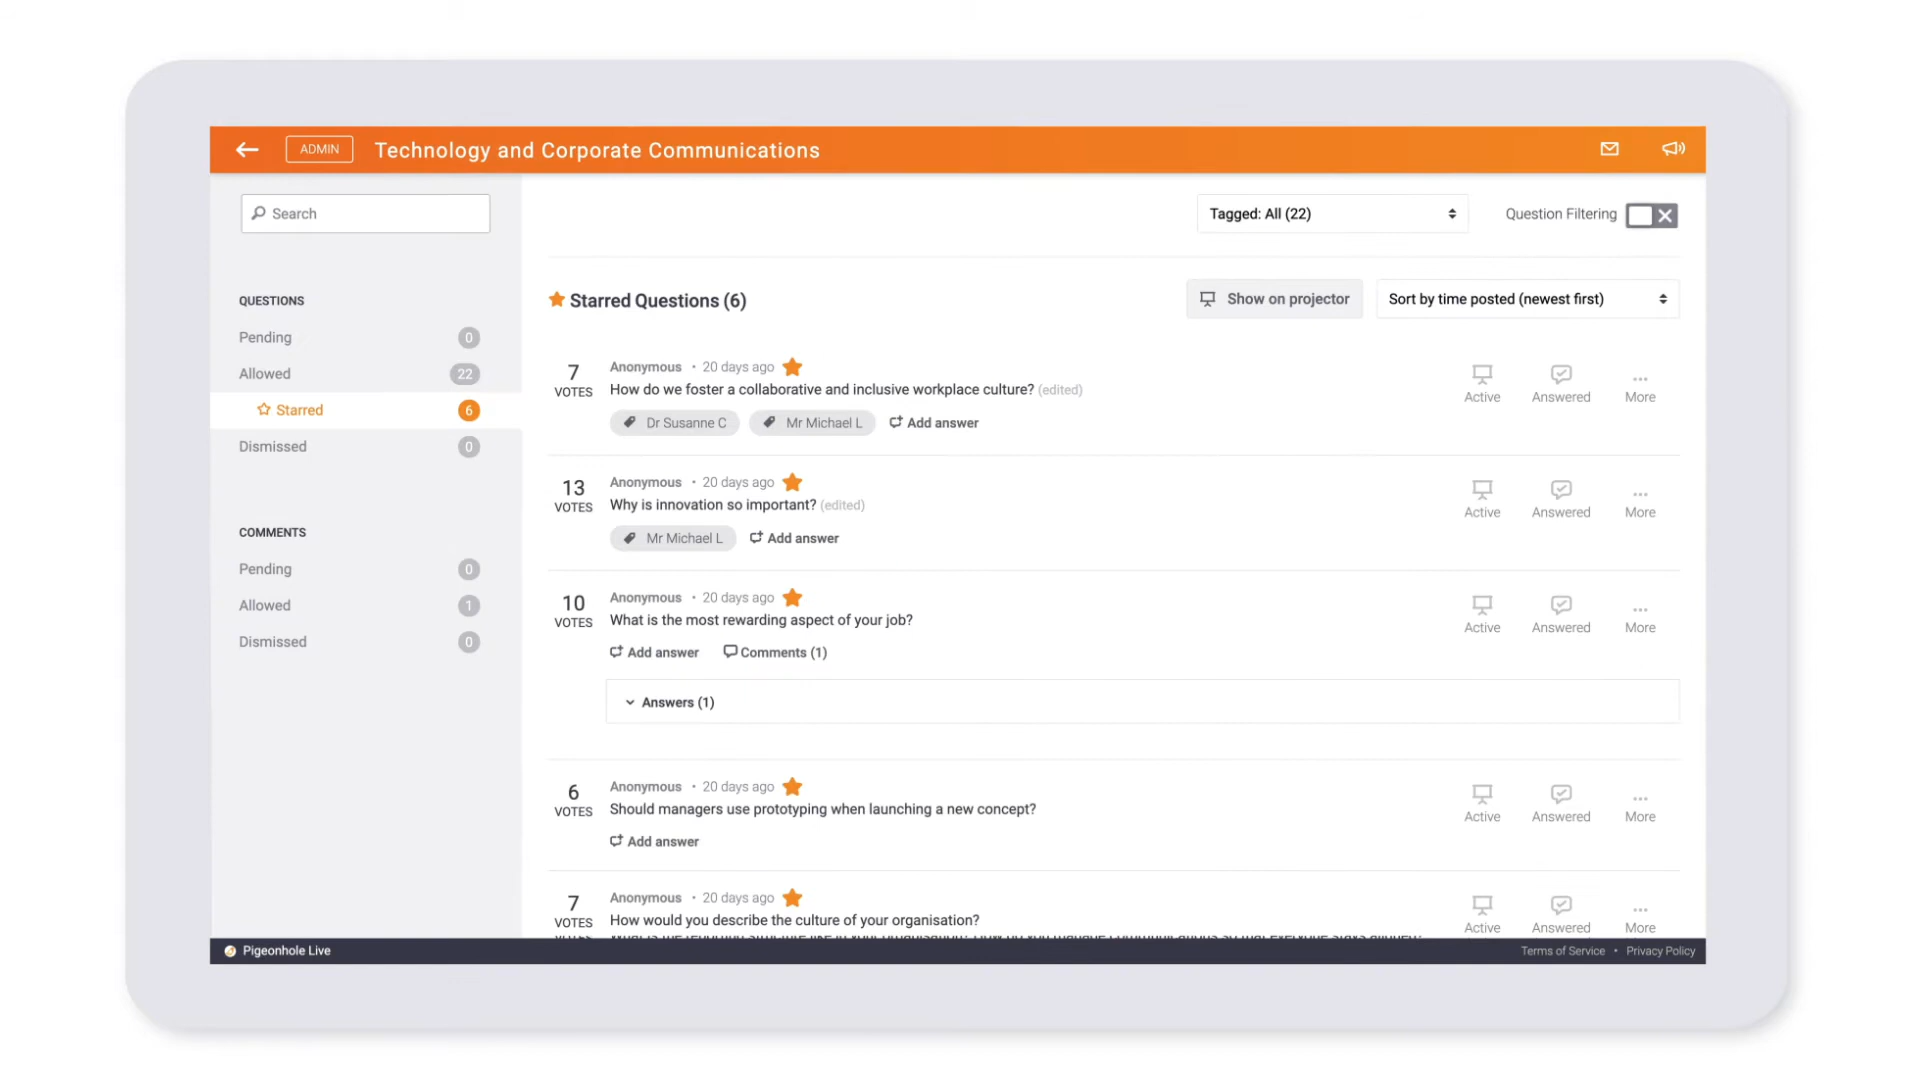 ADMIN
Technology and Corporate Communications
Search
Tagged: All (22)
Question Filtering
QUESTIONS
Pending 0
Allowed 22
Starred 6
Dismissed 0
COMMENTS
Pending 0
Allowed 1
Dismissed 0
Starred Questions (6)
Show on projector
Sort by time posted (newest first)
7 VOTES
Anonymous • 20 days ago
How do we foster a collaborative and inclusive workplace culture? (edited)
Dr Susanne C Mr Michael L Add answer
Active Answered More
13 VOTES
Anonymous • 20 days ago
Why is innovation so important? (edited)
Mr Michael L Add answer
Active Answered More
10 VOTES
Anonymous • 20 days ago
What is the most rewarding aspect of your job?
Add answer Comments (1)
Active Answered More
Answers (1)
6 VOTES
Anonymous • 20 days ago
Should managers use prototyping when launching a new concept?
Add answer
Active Answered More
7 VOTES
Anonymous • 20 days ago
How would you describe the culture of your organisation?
Active Answered More
Pigeonhole Live
Terms of Service • Privacy Policy